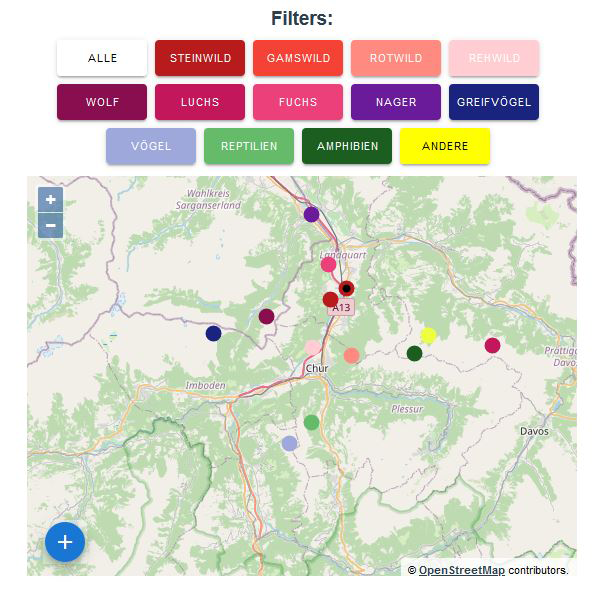 Filters:
ALLE STEINWILD GAMSWILD ROTWILD REHWILD
WOLF LUCHS FUCHS NAGER GREIFVÖGEL
VÖGEL REPTILIEN AMPHIBIEN ANDERE
+
−
Wahlkreis
Sarganserland
Landquart
A13
Prättiga
Davo
Chur
Imboden
Plessur
Davos
+
© OpenStreetMap contributors.